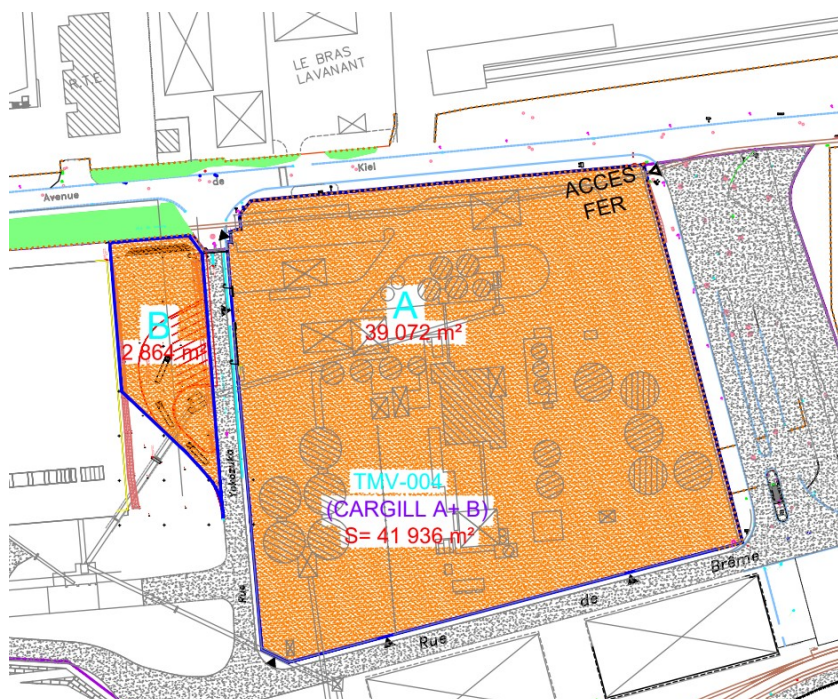 LE BRAS
LAVANANT
R.T.E.
Avenue
de
Kiel
ACCES
FER
A
39 072 m²
B
2 864 m²
TMV-004
(CARGILL A+ B)
S= 41 936 m²
Rue
Yokozuka
Rue
de
Brême